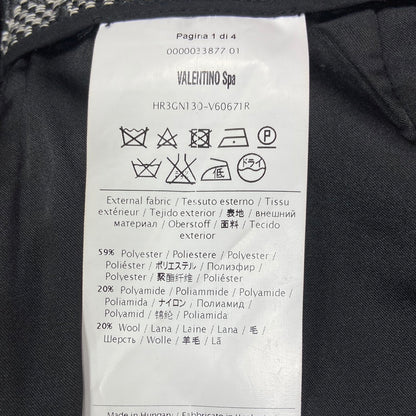 Pagina 1 di 4
0000033877 01
VALENTINO Spa
HR3GN130-V60671R
P
低 ドライ
External fabric / Tessuto esterno / Tissu
extérieur / Tejido exterior / 表地 / внешний
материал / Oberstoff / Tecido
exterior
59% Polyester / Poliestere / Polyester /
Poliéster / ポリエステル / Полиэфир /
Polyester / 聚酯纤维 / Poliéster
20% Polyamide / Poliammide / Polyamide /
Poliamida / ナイロン / Полиамид /
Polyamid / 锦纶 / Poliamida
20% Wool / Lana / Laine / Lana / 毛 /
Шерсть / Wolle / 羊毛 / Lã
Made in Hungary / Fabbricato in